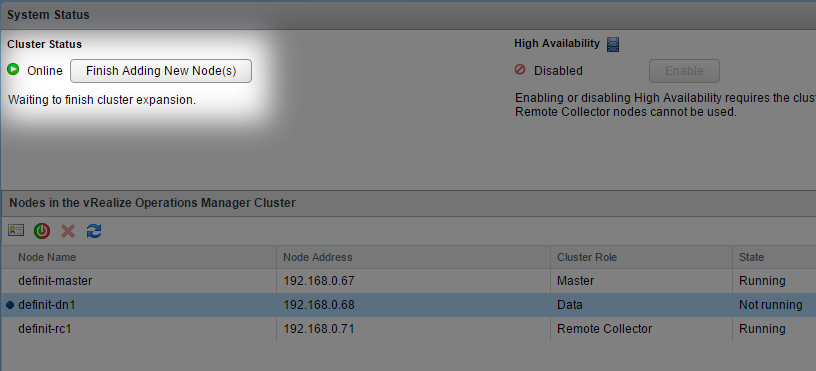 System Status
Cluster Status
Online Finish Adding New Node(s)
Waiting to finish cluster expansion.
High Availability
Disabled Enable
Enabling or disabling High Availability requires the clus
Remote Collector nodes cannot be used.
Nodes in the vRealize Operations Manager Cluster
Node Name Node Address Cluster Role State
definit-master 192.168.0.67 Master Running
definit-dn1 192.168.0.68 Data Not running
definit-rc1 192.168.0.71 Remote Collector Running